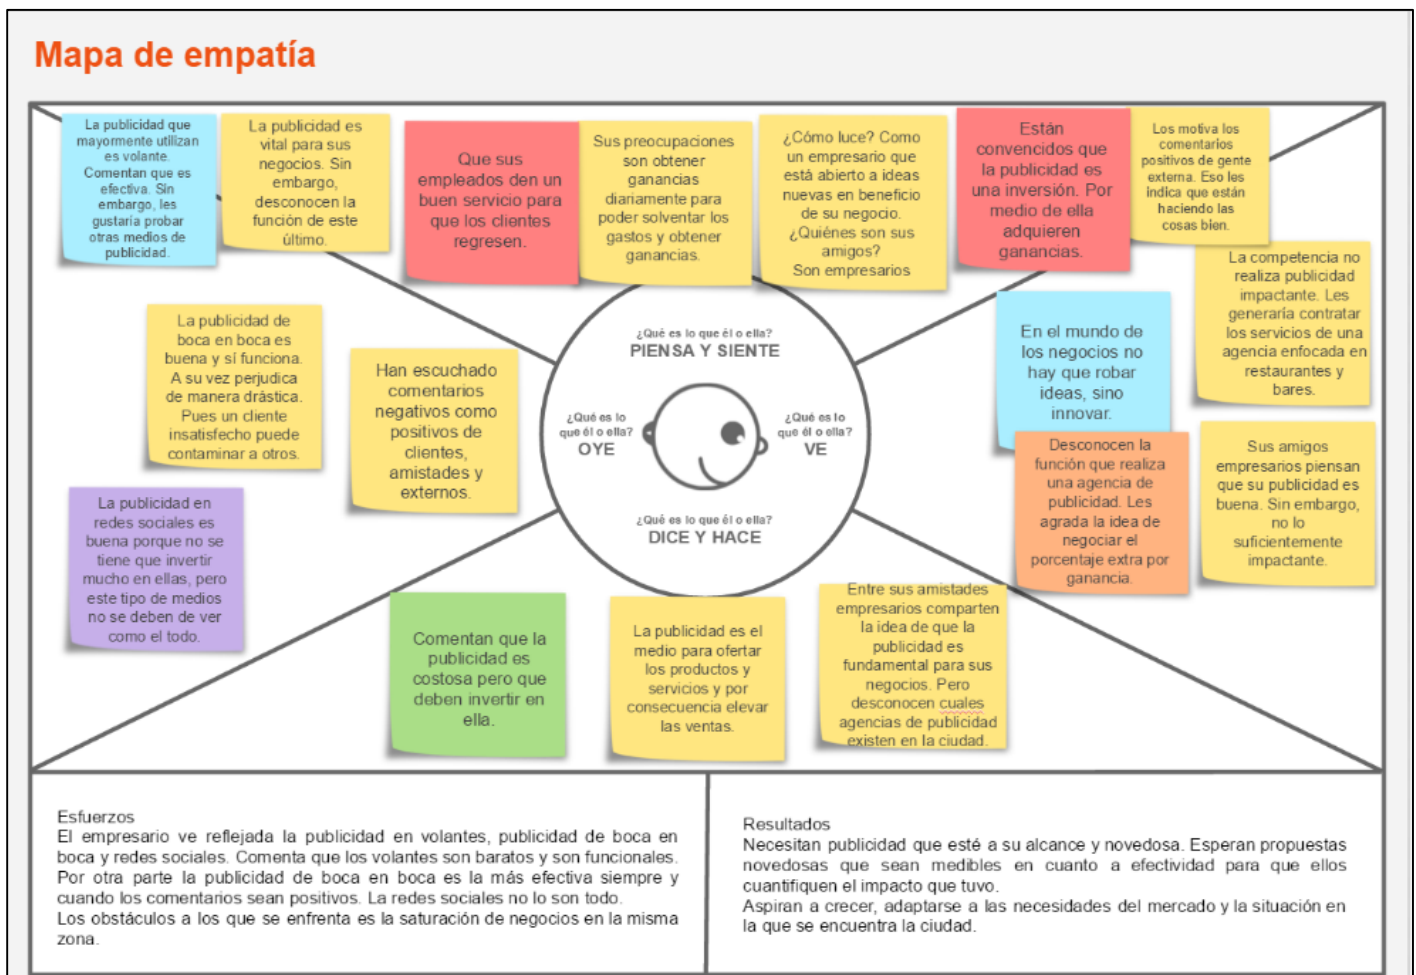 Mapa de empatía
La publicidad que
mayormente utilizan
es volante.
Comentan que es
efectiva. Sin
embargo, les
gustaría probar
otras medios de
publicidad.
La publicidad es
vital para sus
negocios. Sin
embargo,
desconocen la
función de este
último.
Que sus
empleados den un
buen servicio para
que los clientes
regresen.
Sus preocupaciones
son obtener
ganancias
diariamente para
poder solventar los
gastos y obtener
ganancias.
¿Cómo luce? Como
un empresario que
está abierto a ideas
nuevas en beneficio
de su negocio.
¿Quiénes son sus
amigos?
Son empresarios
Están
convencidos que
la publicidad es
una inversión. Por
medio de ella
adquieren
ganancias.
Los motiva los
comentarios
positivos de gente
externa. Eso les
indica que están
haciendo las
cosas bien.
La competencia no
realiza publicidad
impactante. Les
generaría contratar
los servicios de una
agencia enfocada en
restaurantes y
bares.
La publicidad de
boca en boca es
buena y sí funciona.
A su vez perjudica
de manera drástica.
Pues un cliente
insatisfecho puede
contaminar a otros.
Han escuchado
comentarios
negativos como
positivos de
clientes,
amistades y
externos.
¿Qué es lo que él o ella?
PIENSA Y SIENTE
¿Qué es lo
que él o ella?
OYE
¿Qué es lo
que él o ella?
VE
¿Qué es lo que él o ella?
DICE Y HACE
En el mundo de
los negocios no
hay que robar
ideas, sino
innovar.
Desconocen la
función que realiza
una agencia de
publicidad. Les
agrada la idea de
negociar el
porcentaje extra por
ganancia.
Sus amigos
empresarios piensan
que su publicidad es
buena. Sin embargo,
no lo
suficientemente
impactante.
La publicidad en
redes sociales es
buena porque no se
tiene que invertir
mucho en ellas, pero
este tipo de medios
no se deben de ver
como el todo.
Comentan que la
publicidad es
costosa pero que
deben invertir en
ella.
La publicidad es el
medio para ofertar
los productos y
servicios y por
consecuencia elevar
las ventas.
Entre sus amistades
empresarios comparten
la idea de que la
publicidad es
fundamental para sus
negocios. Pero
desconocen cuales
agencias de publicidad
existen en la ciudad.
Esfuerzos
El empresario ve reflejada la publicidad en volantes, publicidad de boca en
boca y redes sociales. Comenta que los volantes son baratos y son funcionales.
Por otra parte la publicidad de boca en boca es la más efectiva siempre y
cuando los comentarios sean positivos. La redes sociales no lo son todo.
Los obstáculos a los que se enfrenta es la saturación de negocios en la misma
zona.
Resultados
Necesitan publicidad que esté a su alcance y novedosa. Esperan propuestas
novedosas que sean medibles en cuanto a efectividad para que ellos
cuantifiquen el impacto que tuvo.
Aspiran a crecer, adaptarse a las necesidades del mercado y la situación en
la que se encuentra la ciudad.